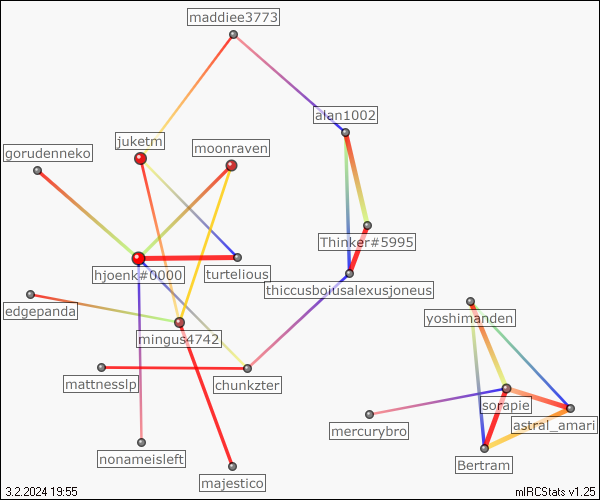 maddiee3773
alan1002
juketm
moonraven
gorudenneko
Thinker#5995
hjoenk#0000
turtelious
thiccusboiusalexusjoneus
edgepanda
yoshimanden
mingus4742
mattnesslp
chunkzter
sorapie
astral_amari
mercurybro
nonameisleft
Bertram
majestico
3.2.2024 19:55
mIRCStats v1.25